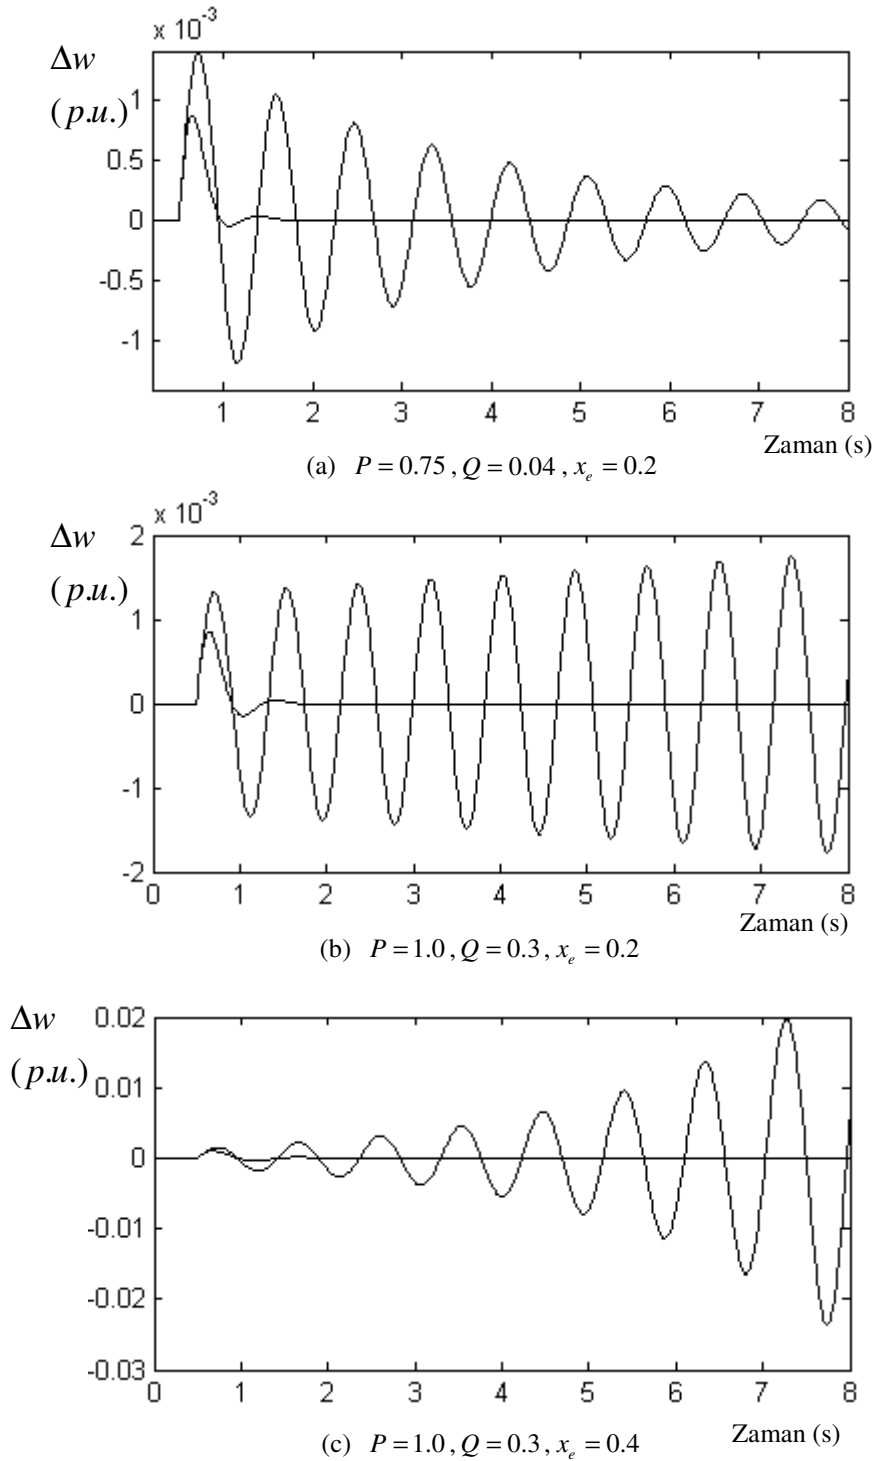 x 10⁻³
Δw
(p.u.)
1
0.5
0
-0.5
-1
1 2 3 4 5 6 7 8
Zaman (s)
(a) P = 0.75 , Q = 0.04 , xₑ = 0.2
x 10⁻³
Δw
(p.u.)
2
1
0
-1
-2
0 1 2 3 4 5 6 7 8
Zaman (s)
(b) P = 1.0 , Q = 0.3 , xₑ = 0.2
Δw
(p.u.)
0.02
0.01
0
-0.01
-0.02
-0.03
0 1 2 3 4 5 6 7 8
Zaman (s)
(c) P = 1.0 , Q = 0.3 , xₑ = 0.4